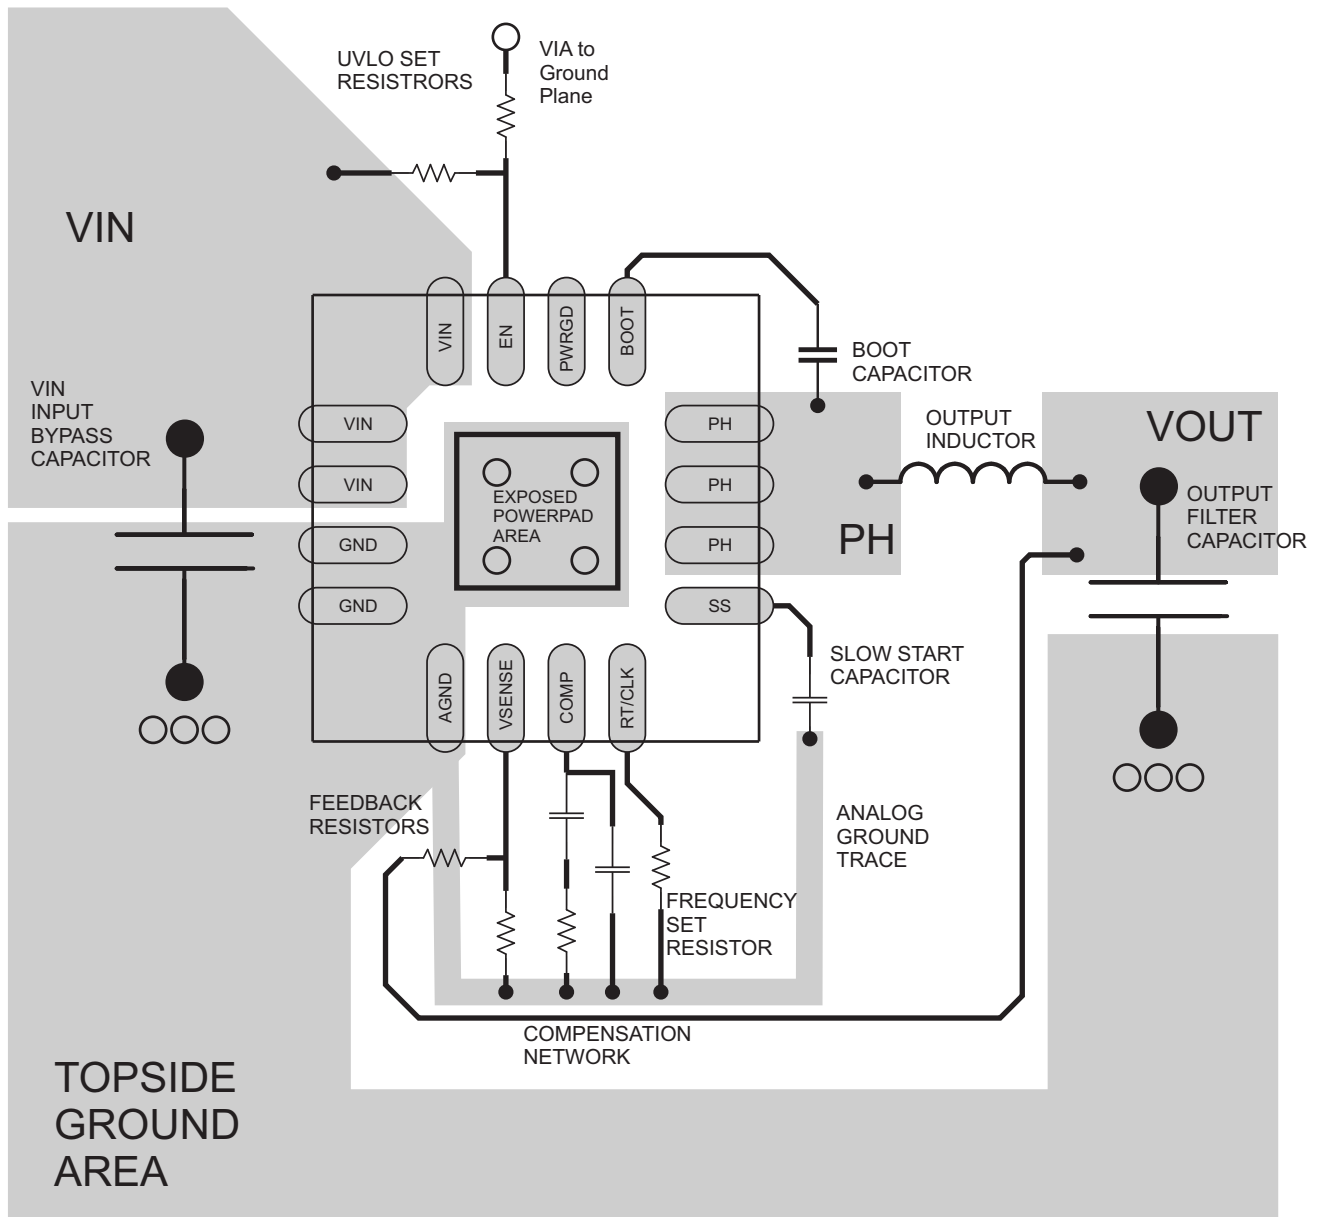 UVLO SET
RESISTRORS
VIA to
Ground
Plane
VIN
VIN
EN
PWRGD
BOOT
BOOT
CAPACITOR
VIN
INPUT
BYPASS
CAPACITOR
VIN
VIN
GND
GND
EXPOSED
POWERPAD
AREA
PH
PH
PH
SS
PH
OUTPUT
INDUCTOR
VOUT
OUTPUT
FILTER
CAPACITOR
SLOW START
CAPACITOR
AGND
VSENSE
COMP
RT/CLK
FEEDBACK
RESISTORS
ANALOG
GROUND
TRACE
FREQUENCY
SET
RESISTOR
COMPENSATION
NETWORK
TOPSIDE
GROUND
AREA